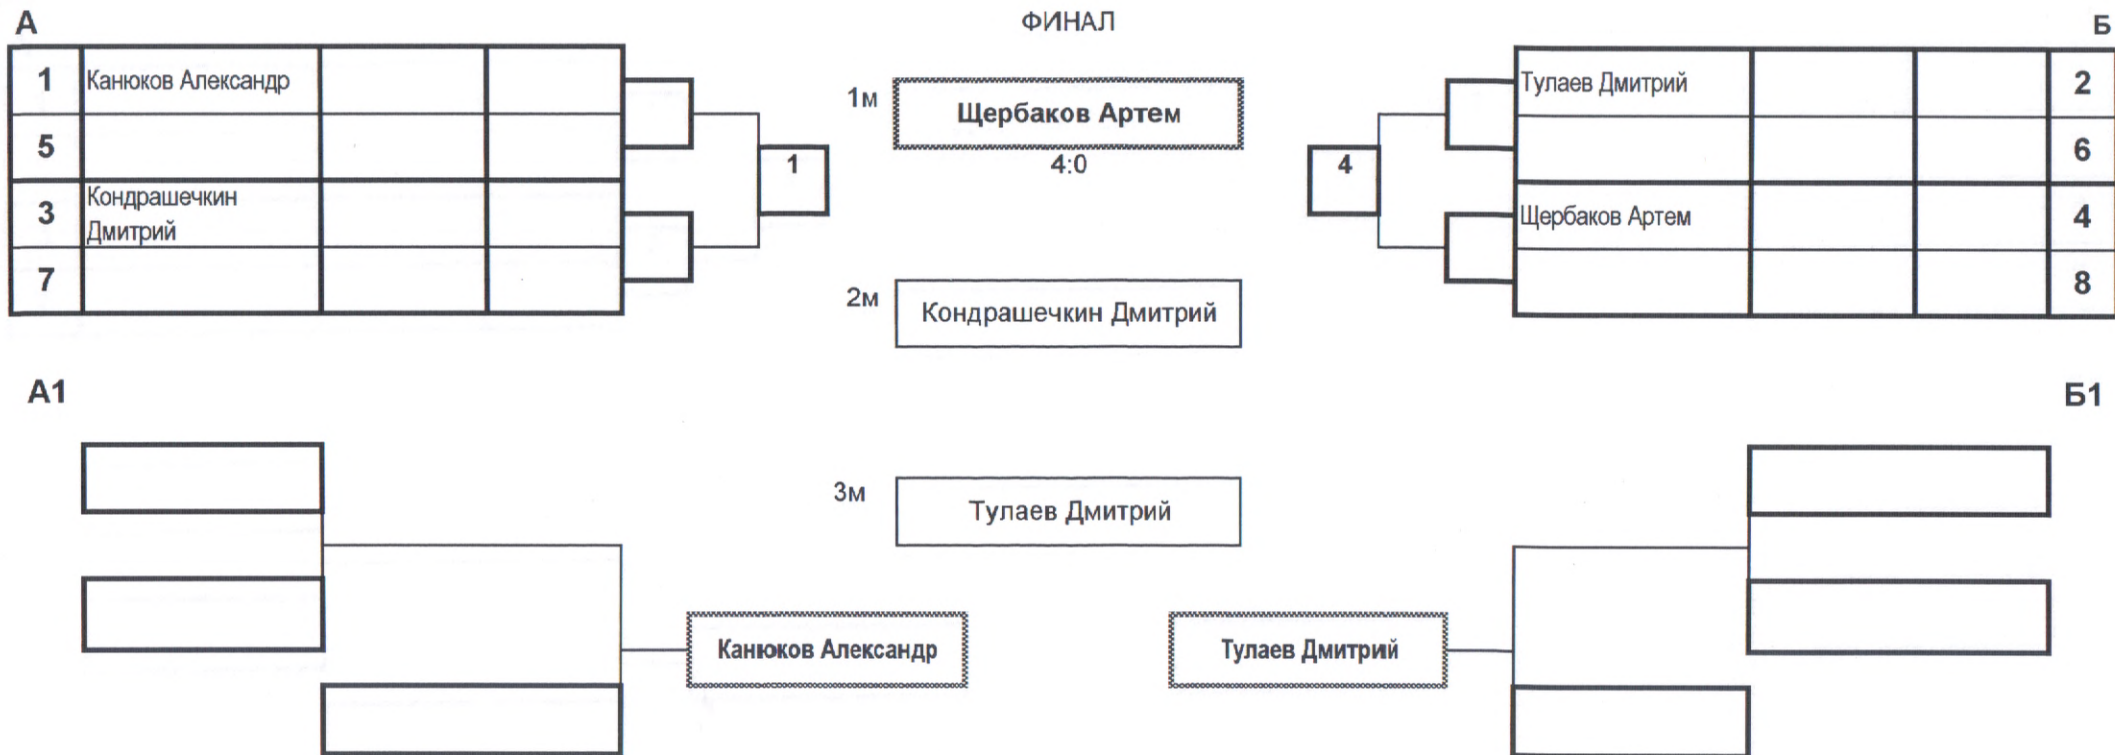 А
ФИНАЛ
Б
1 Канюков Александр
5
3 Кондрашечкин
Дмитрий
7
1
1м Щербаков Артем
4:0
2м Кондрашечкин Дмитрий
4
Тулаев Дмитрий 2
6
Щербаков Артем 4
8
А1
Б1
3м Тулаев Дмитрий
Канюков Александр
Тулаев Дмитрий